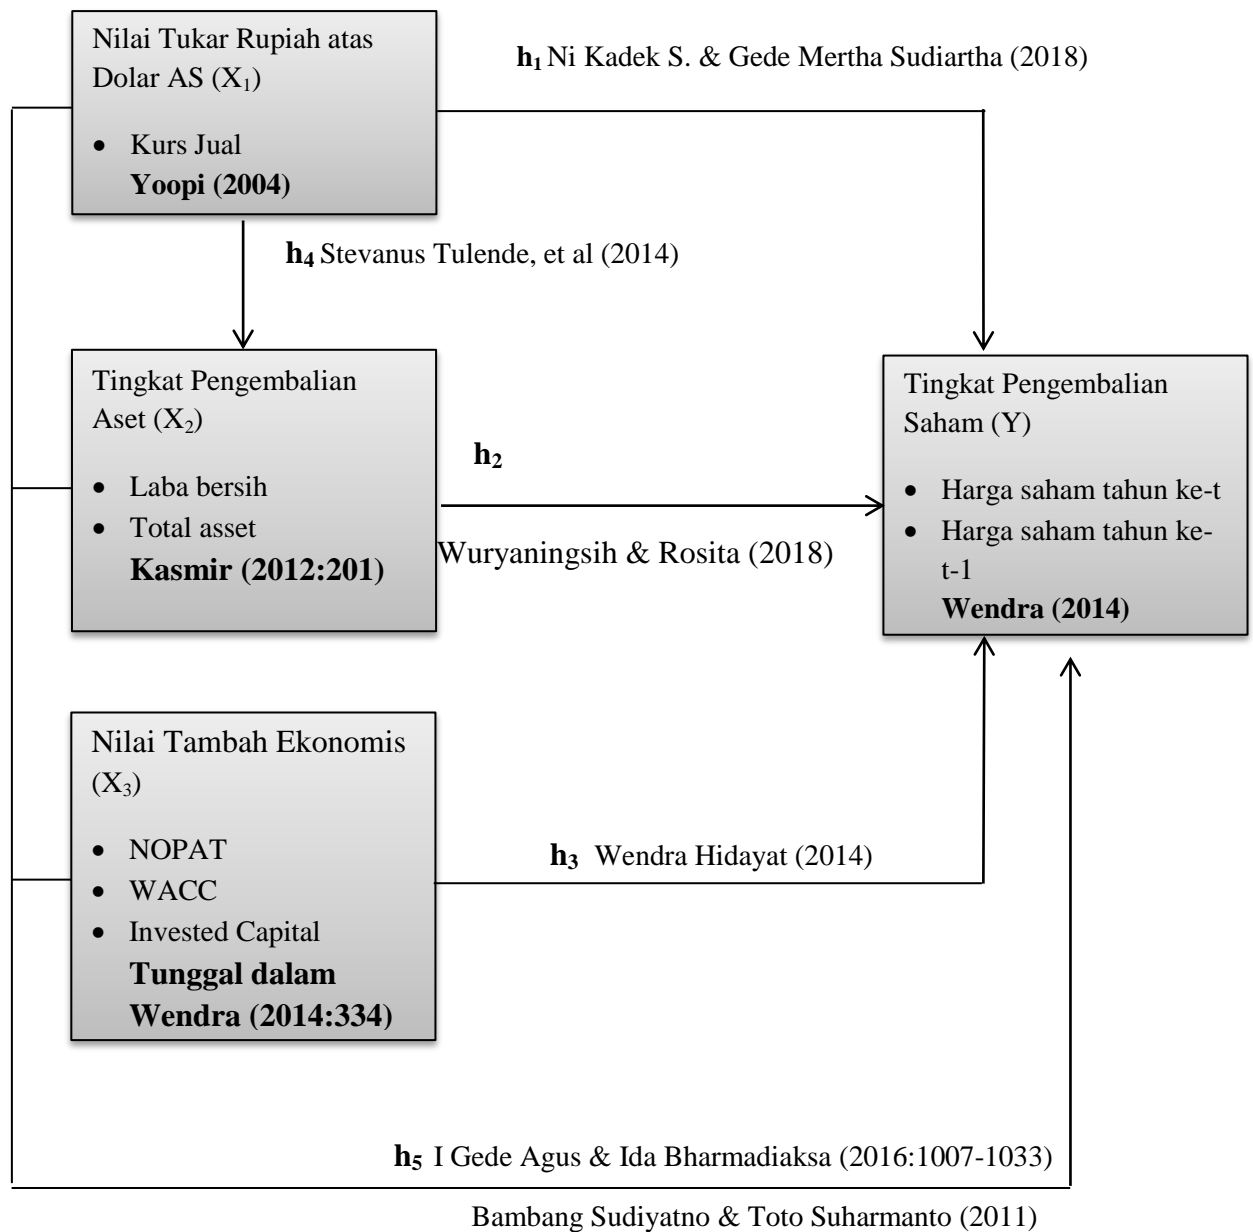 Nilai Tukar Rupiah atas
Dolar AS (X₁)
• Kurs Jual
Yoopi (2004)
h₁ Ni Kadek S. & Gede Mertha Sudiartha (2018)
h₄ Stevanus Tulende, et al (2014)
Tingkat Pengembalian
Aset (X₂)
• Laba bersih
• Total asset
Kasmir (2012:201)
h₂
Wuryaningsih & Rosita (2018)
Tingkat Pengembalian
Saham (Y)
• Harga saham tahun ke-t
• Harga saham tahun ke-
t-1
Wendra (2014)
Nilai Tambah Ekonomis
(X₃)
• NOPAT
• WACC
• Invested Capital
Tunggal dalam
Wendra (2014:334)
h₃ Wendra Hidayat (2014)
h₅ I Gede Agus & Ida Bharmadiaksa (2016:1007-1033)
Bambang Sudiyatno & Toto Suharmanto (2011)